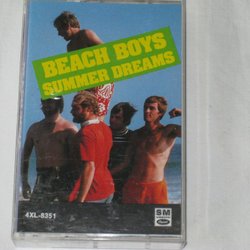 BEACH BOYS
SUMMER DREAMS
4XL-8351
SM